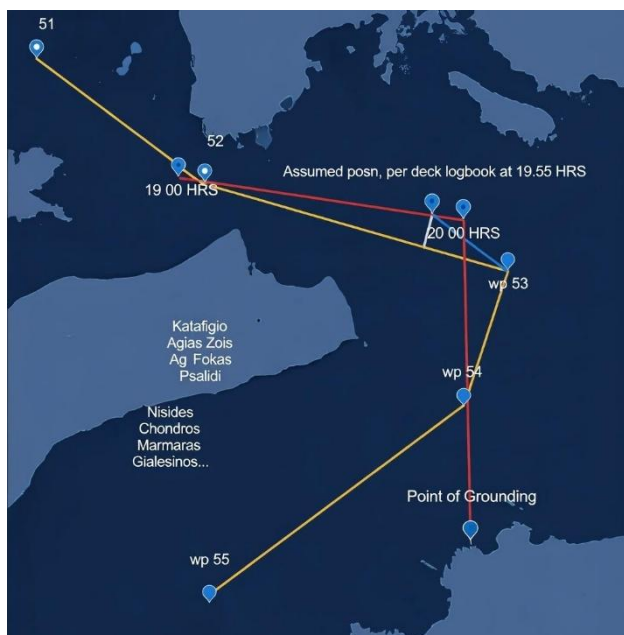 51
52
Assumed posn, per deck logbook at 19.55 HRS
19 00 HRS
20 00 HRS
wp 53
Katafigio
Agias Zois
Ag Fokas
Psalidi
wp 54
Nisides
Chondros
Marmaras
Gialesinos...
Point of Grounding
wp 55